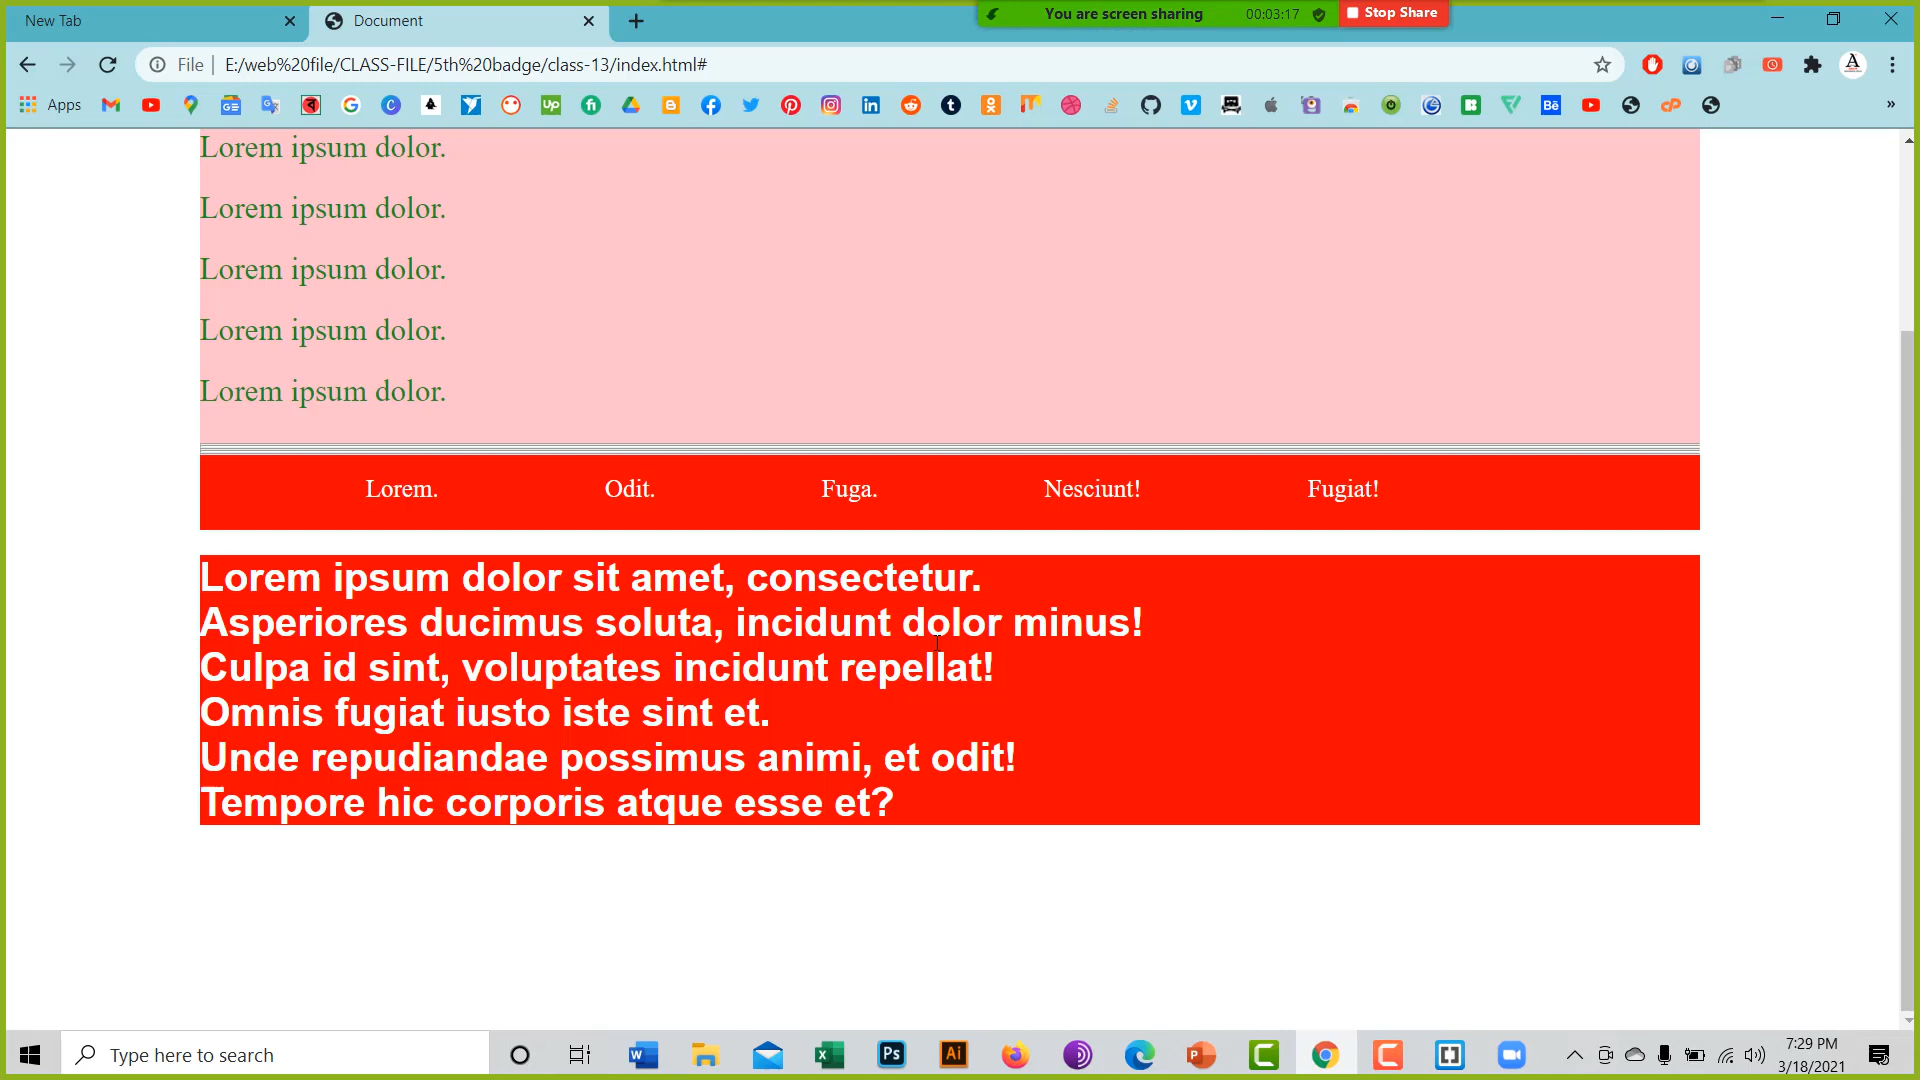 New Tab
Document
You are screen sharing 00:03:17 Stop Share
File E:/web%20file/CLASS-FILE/5th%20badge/class-13/index.html#
Apps
Lorem ipsum dolor.
Lorem ipsum dolor.
Lorem ipsum dolor.
Lorem ipsum dolor.
Lorem ipsum dolor.
Lorem. Odit. Fuga. Nesciunt! Fugiat!
Lorem ipsum dolor sit amet, consectetur.
Asperiores ducimus soluta, incidunt dolor minus!
Culpa id sint, voluptates incidunt repellat!
Omnis fugiat iusto iste sint et.
Unde repudiandae possimus animi, et odit!
Tempore hic corporis atque esse et?
Type here to search
7:29 PM
3/18/2021